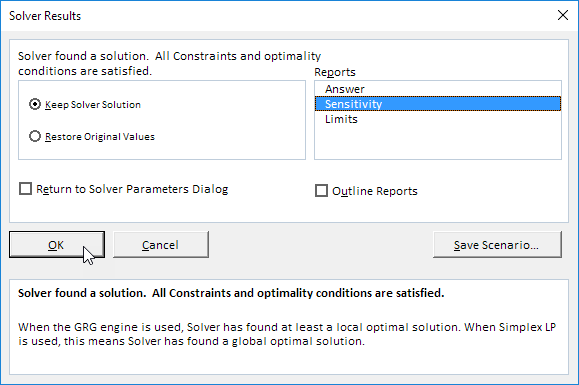 Solver Results
Solver found a solution.  All Constraints and optimality
conditions are satisfied.
Reports
Answer
Sensitivity
Limits
Keep Solver Solution
Restore Original Values
Return to Solver Parameters Dialog
Outline Reports
OK
Cancel
Save Scenario...
Solver found a solution.  All Constraints and optimality conditions are satisfied.
When the GRG engine is used, Solver has found at least a local optimal solution. When Simplex LP
is used, this means Solver has found a global optimal solution.